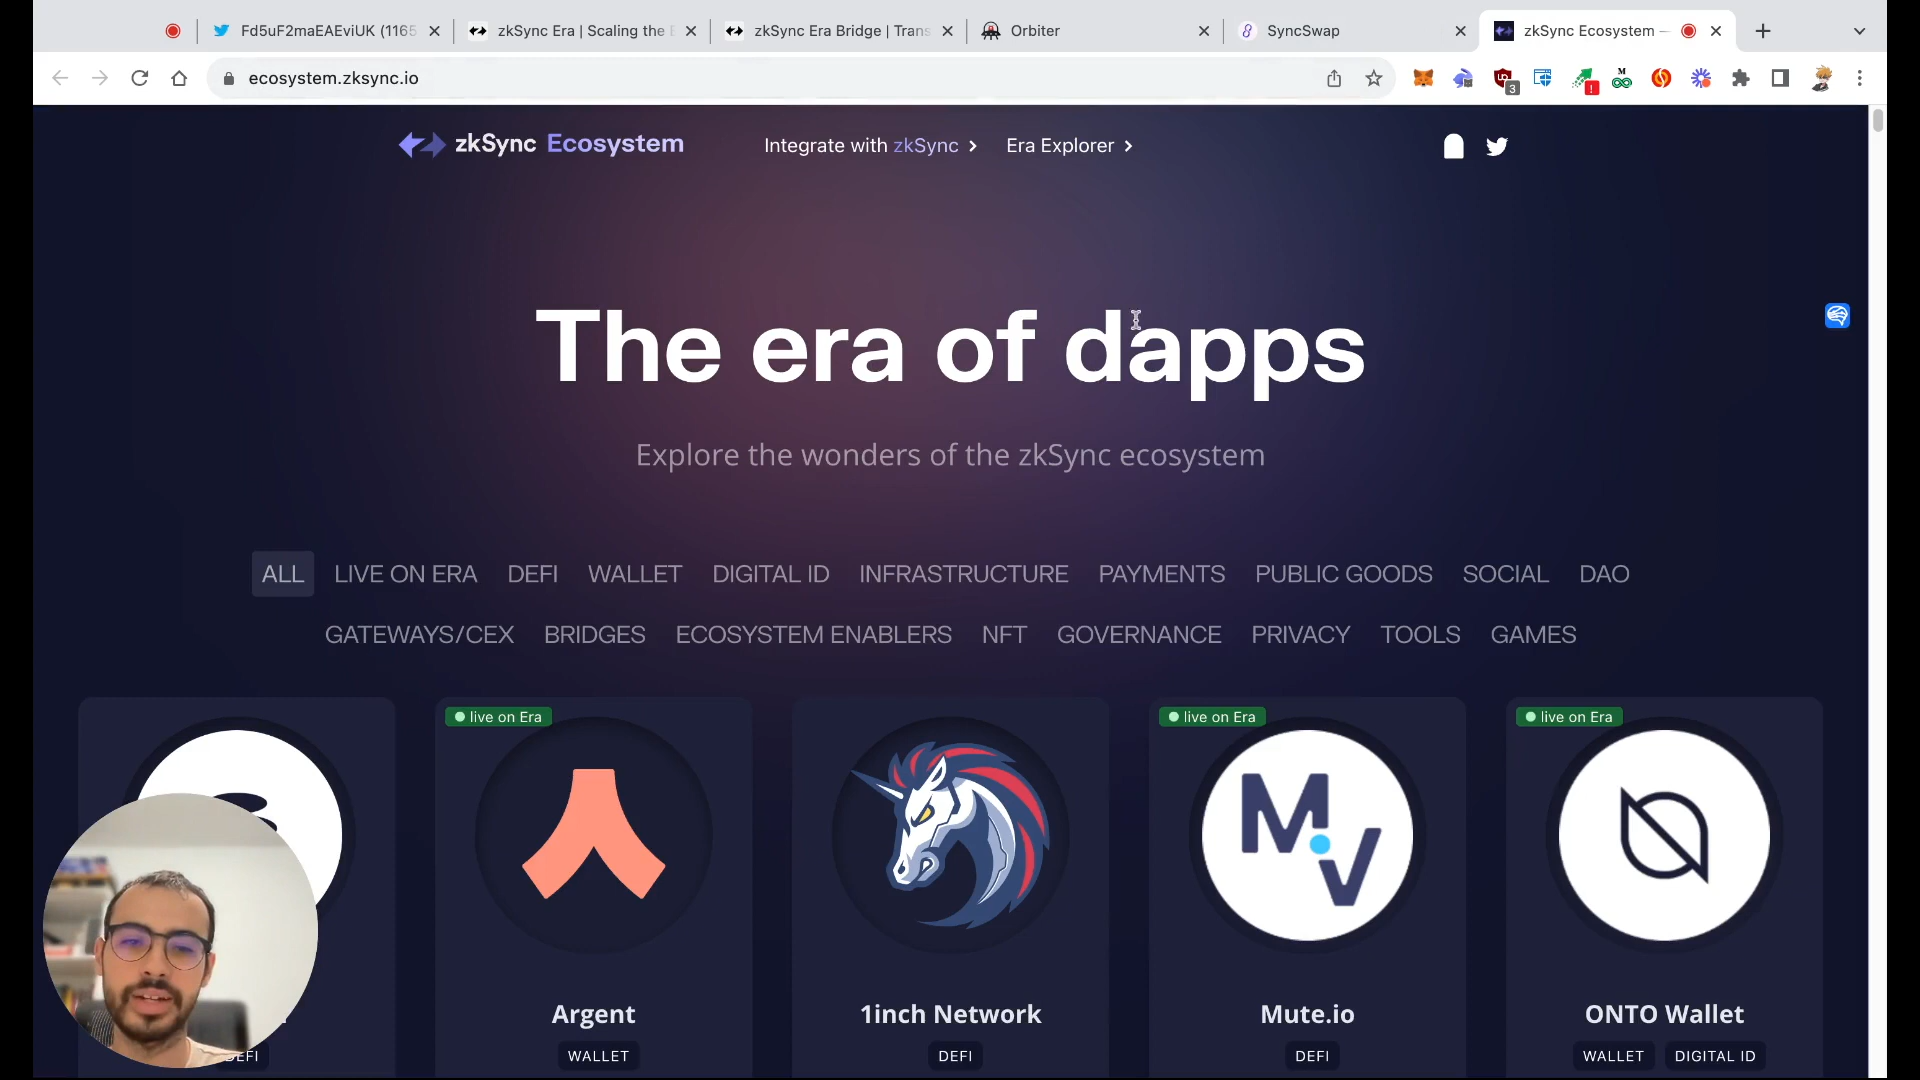 Fd5uF2maEAEviUK (1165
zkSync Era | Scaling the E
zkSync Era Bridge | Trans
Orbiter
SyncSwap
zkSync Ecosystem —
ecosystem.zksync.io
3
!
M
zkSync Ecosystem
Integrate with zkSync
Era Explorer
The era of dapps
Explore the wonders of the zkSync ecosystem
ALL LIVE ON ERA DEFI WALLET DIGITAL ID INFRASTRUCTURE PAYMENTS PUBLIC GOODS SOCIAL DAO
GATEWAYS/CEX BRIDGES ECOSYSTEM ENABLERS NFT GOVERNANCE PRIVACY TOOLS GAMES
live on Era
live on Era
live on Era
M.V
Argent
1inch Network
Mute.io
ONTO Wallet
DEFI
WALLET
DEFI
DEFI
WALLET
DIGITAL ID